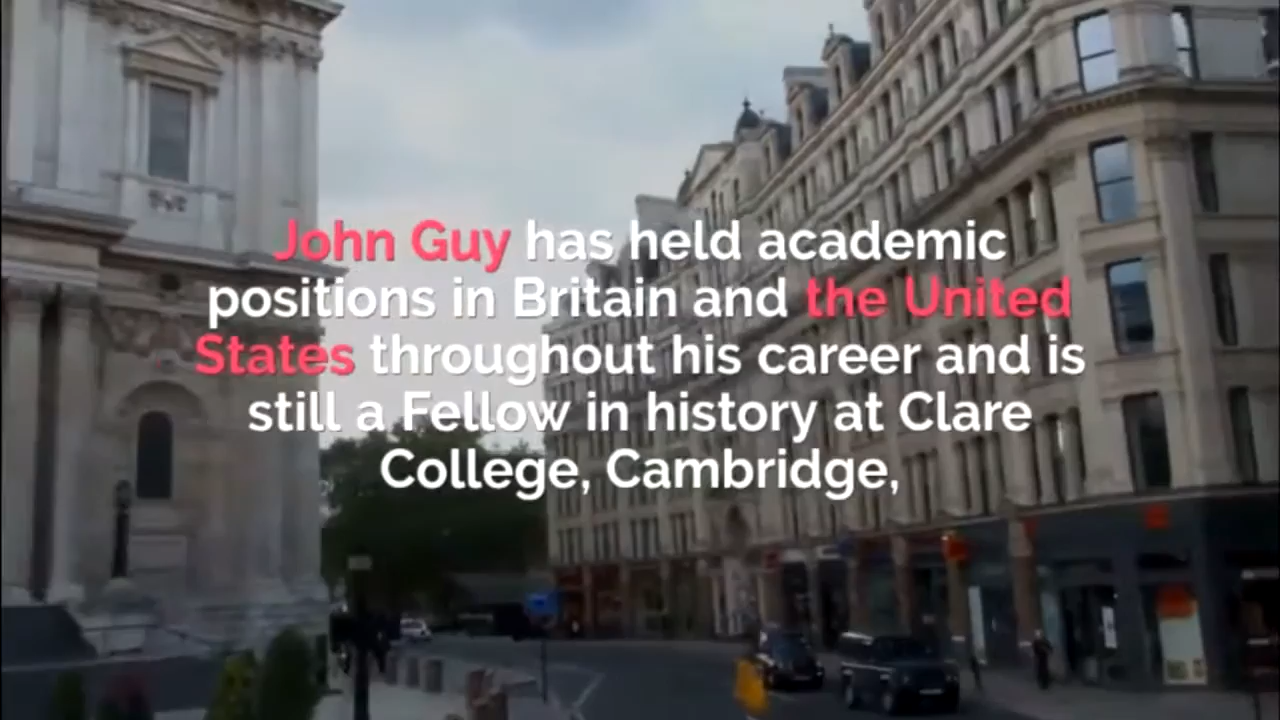 John Guy has held academic
positions in Britain and the United
States throughout his career and is
still a Fellow in history at Clare
College, Cambridge,